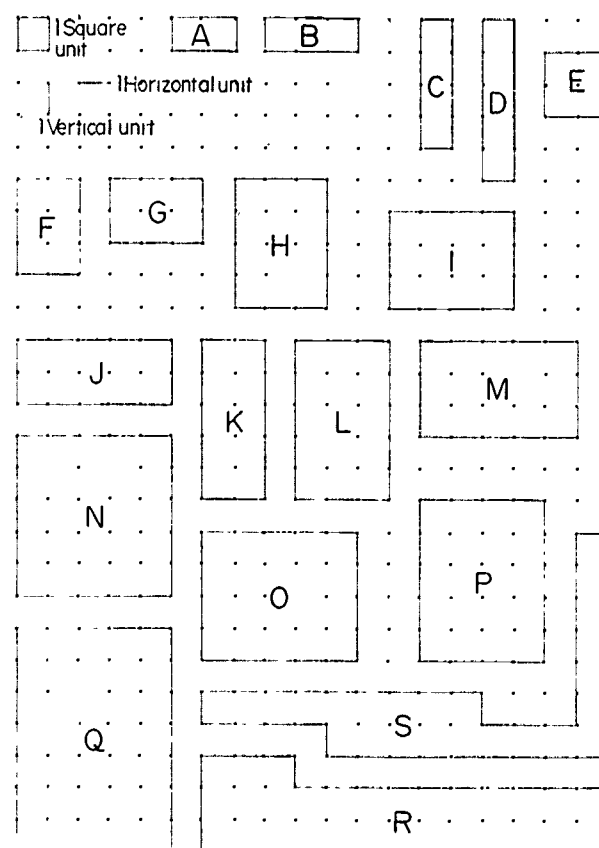 1 Square
unit
A
B
1 Horizontal unit
1 Vertical unit
C
D
E
F
G
H
I
J
K
L
M
N
O
P
Q
S
R